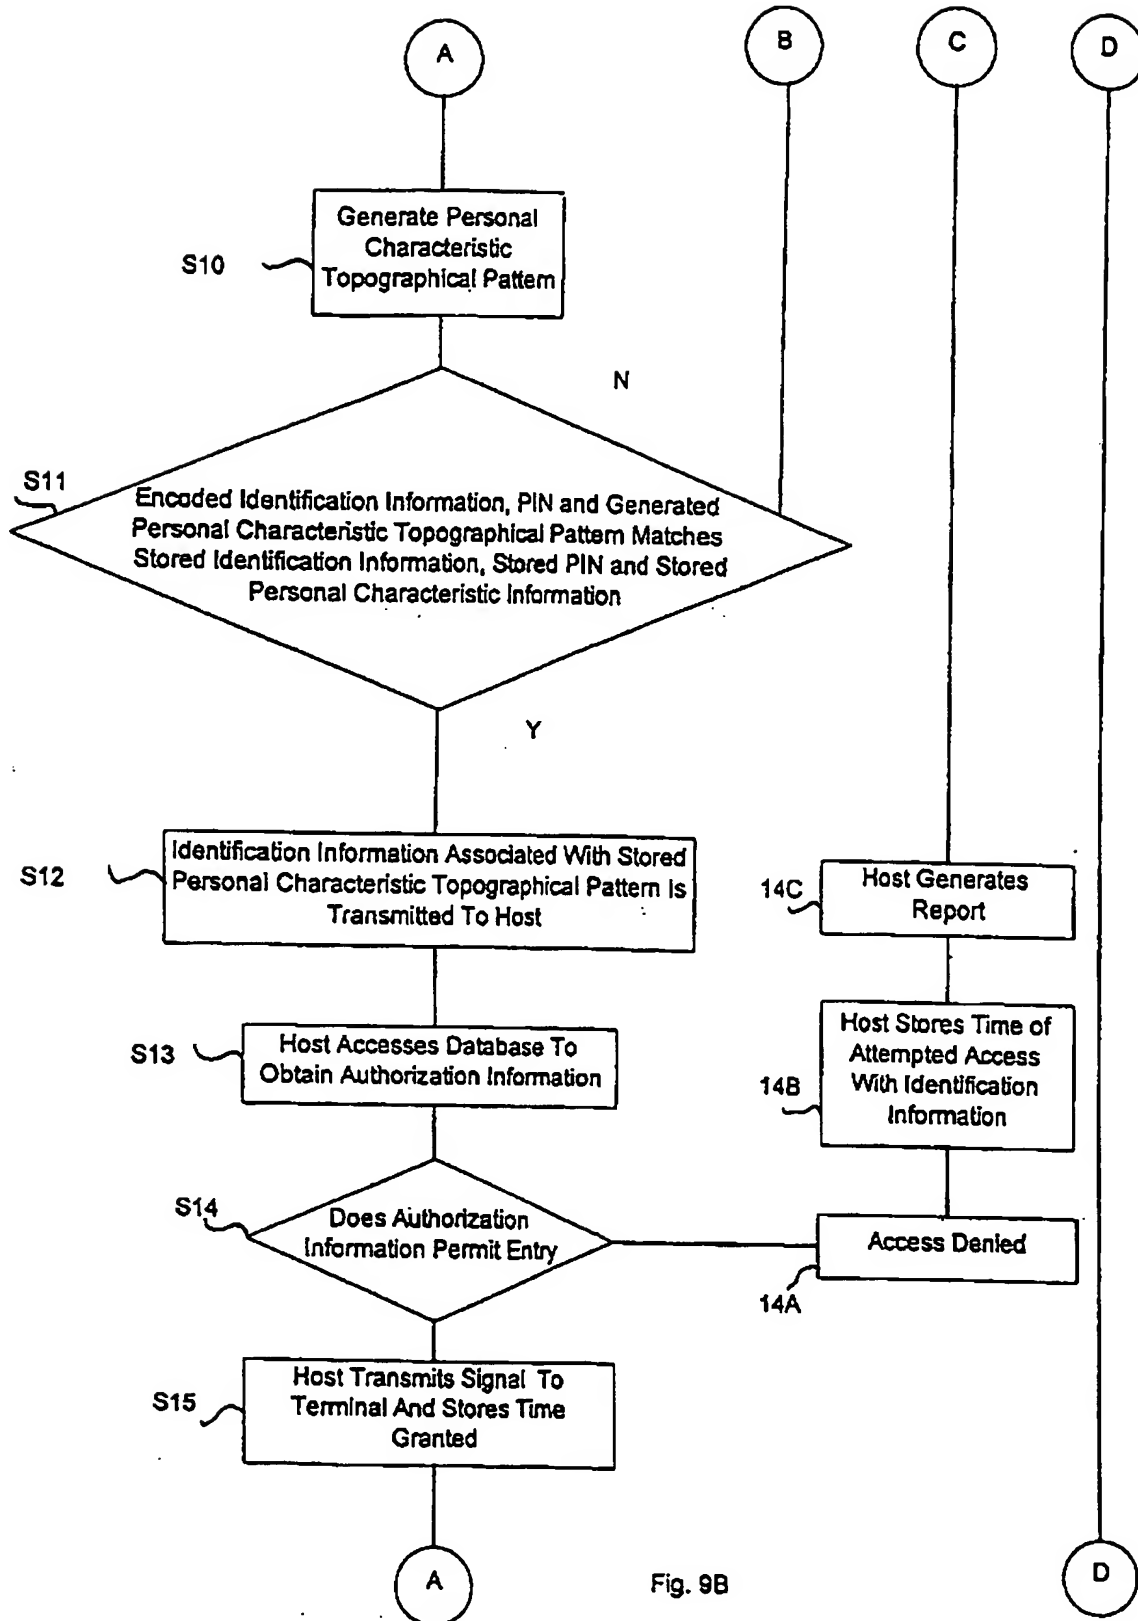 A
B
C
D
Generate Personal
Characteristic
Topographical Pattern
S10
N
S11
Encoded Identification Information, PIN and Generated
Personal Characteristic Topographical Pattern Matches
Stored Identification Information, Stored PIN and Stored
Personal Characteristic Information
Y
S12
Identification Information Associated With Stored
Personal Characteristic Topographical Pattern Is
Transmitted To Host
14C
Host Generates
Report
S13
Host Accesses Database To
Obtain Authorization Information
14B
Host Stores Time of
Attempted Access
With Identification
Information
S14
Does Authorization
Information Permit Entry
Access Denied
14A
S15
Host Transmits Signal To
Terminal And Stores Time
Granted
A
Fig. 9B
D